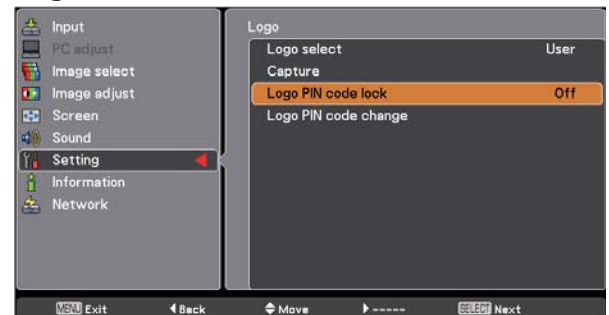 Input
PC adjust
Image select
Image adjust
Screen
Sound
Setting
Information
Network
Logo
Logo select User
Capture
Logo PIN code lock Off
Logo PIN code change
MENU Exit Back Move ----- SELECT Next